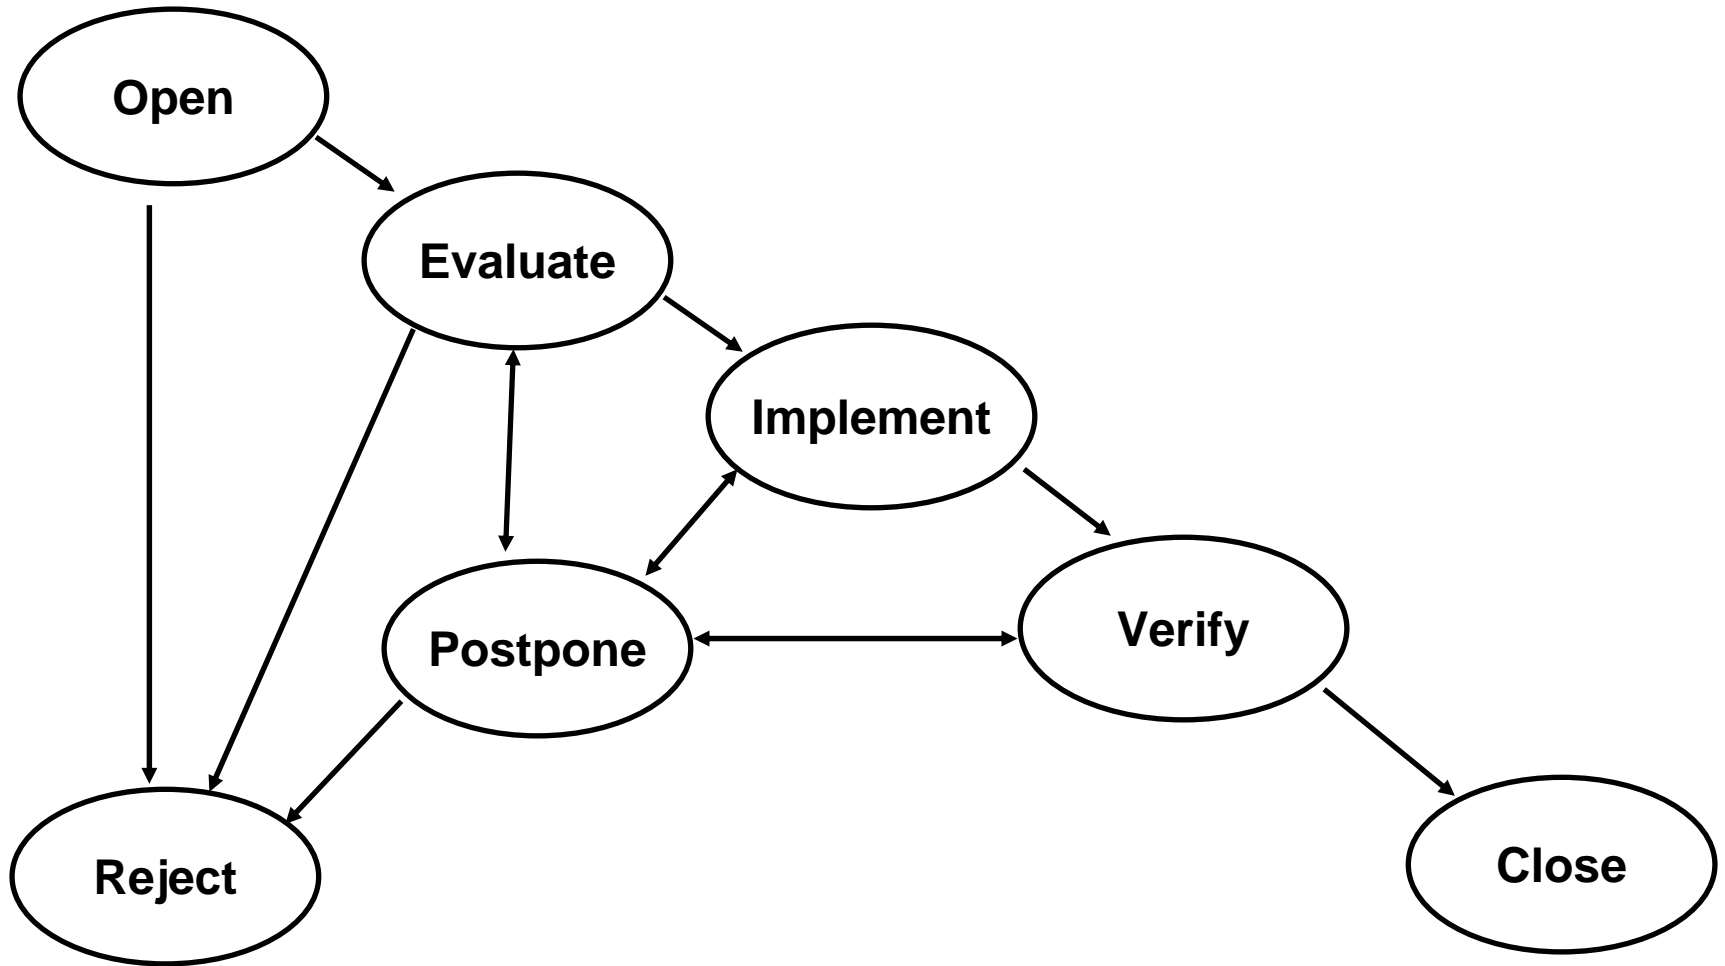 Open
Evaluate
Implement
Verify
Postpone
Close
Reject